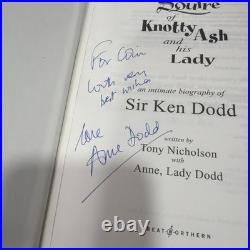 Squire
of
Knotty Ash
and his
Lady
an intimate biography of
Sir Ken Dodd
written by
Tony Nicholson
with
Anne, Lady Dodd
GREAT NORTHERN
For
with very
best wishes
love
Anne Dodd